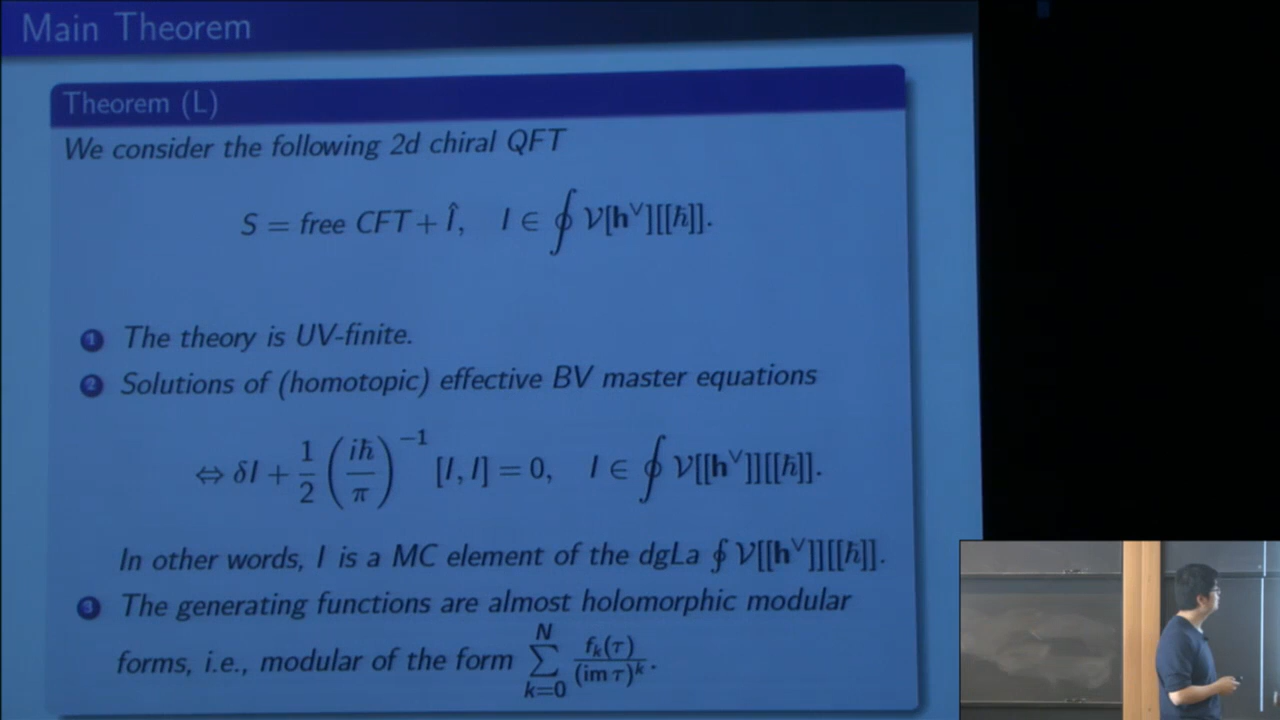 Main Theorem
Theorem (L)
We consider the following 2d chiral QFT
S = free CFT + Î, I ∈ ∮ 𝒱[𝐡^∨][[ħ]].
1 The theory is UV-finite.
2 Solutions of (homotopic) effective BV master equations
⇔ δI + 1/2 (iħ/π)^−1 [I, I] = 0, I ∈ ∮ 𝒱[[𝐡^∨]][[ħ]].
In other words, I is a MC element of the dgLa ∮ 𝒱[[𝐡^∨]][[ħ]].
3 The generating functions are almost holomorphic modular
forms, i.e., modular of the form ∑_{k=0}^{N} f_k(τ)/(im τ)^k.